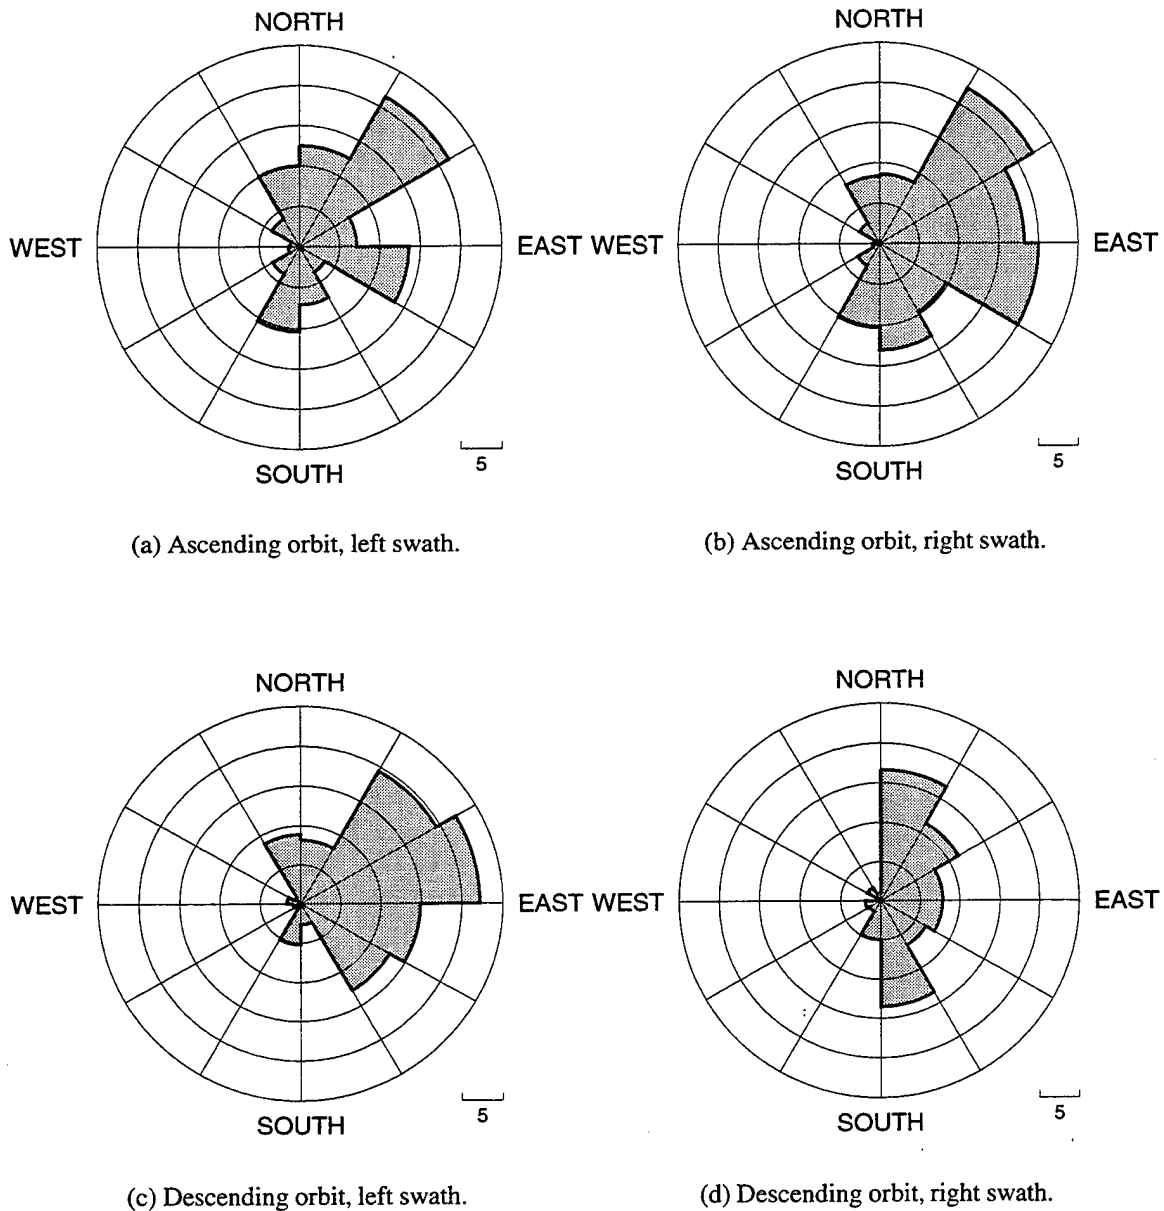 NORTH
NORTH
WEST
EAST WEST
EAST
5
5
SOUTH
SOUTH
(a) Ascending orbit, left swath.
(b) Ascending orbit, right swath.
NORTH
NORTH
WEST
EAST WEST
EAST
5
5
SOUTH
SOUTH
(c) Descending orbit, left swath.
(d) Descending orbit, right swath.